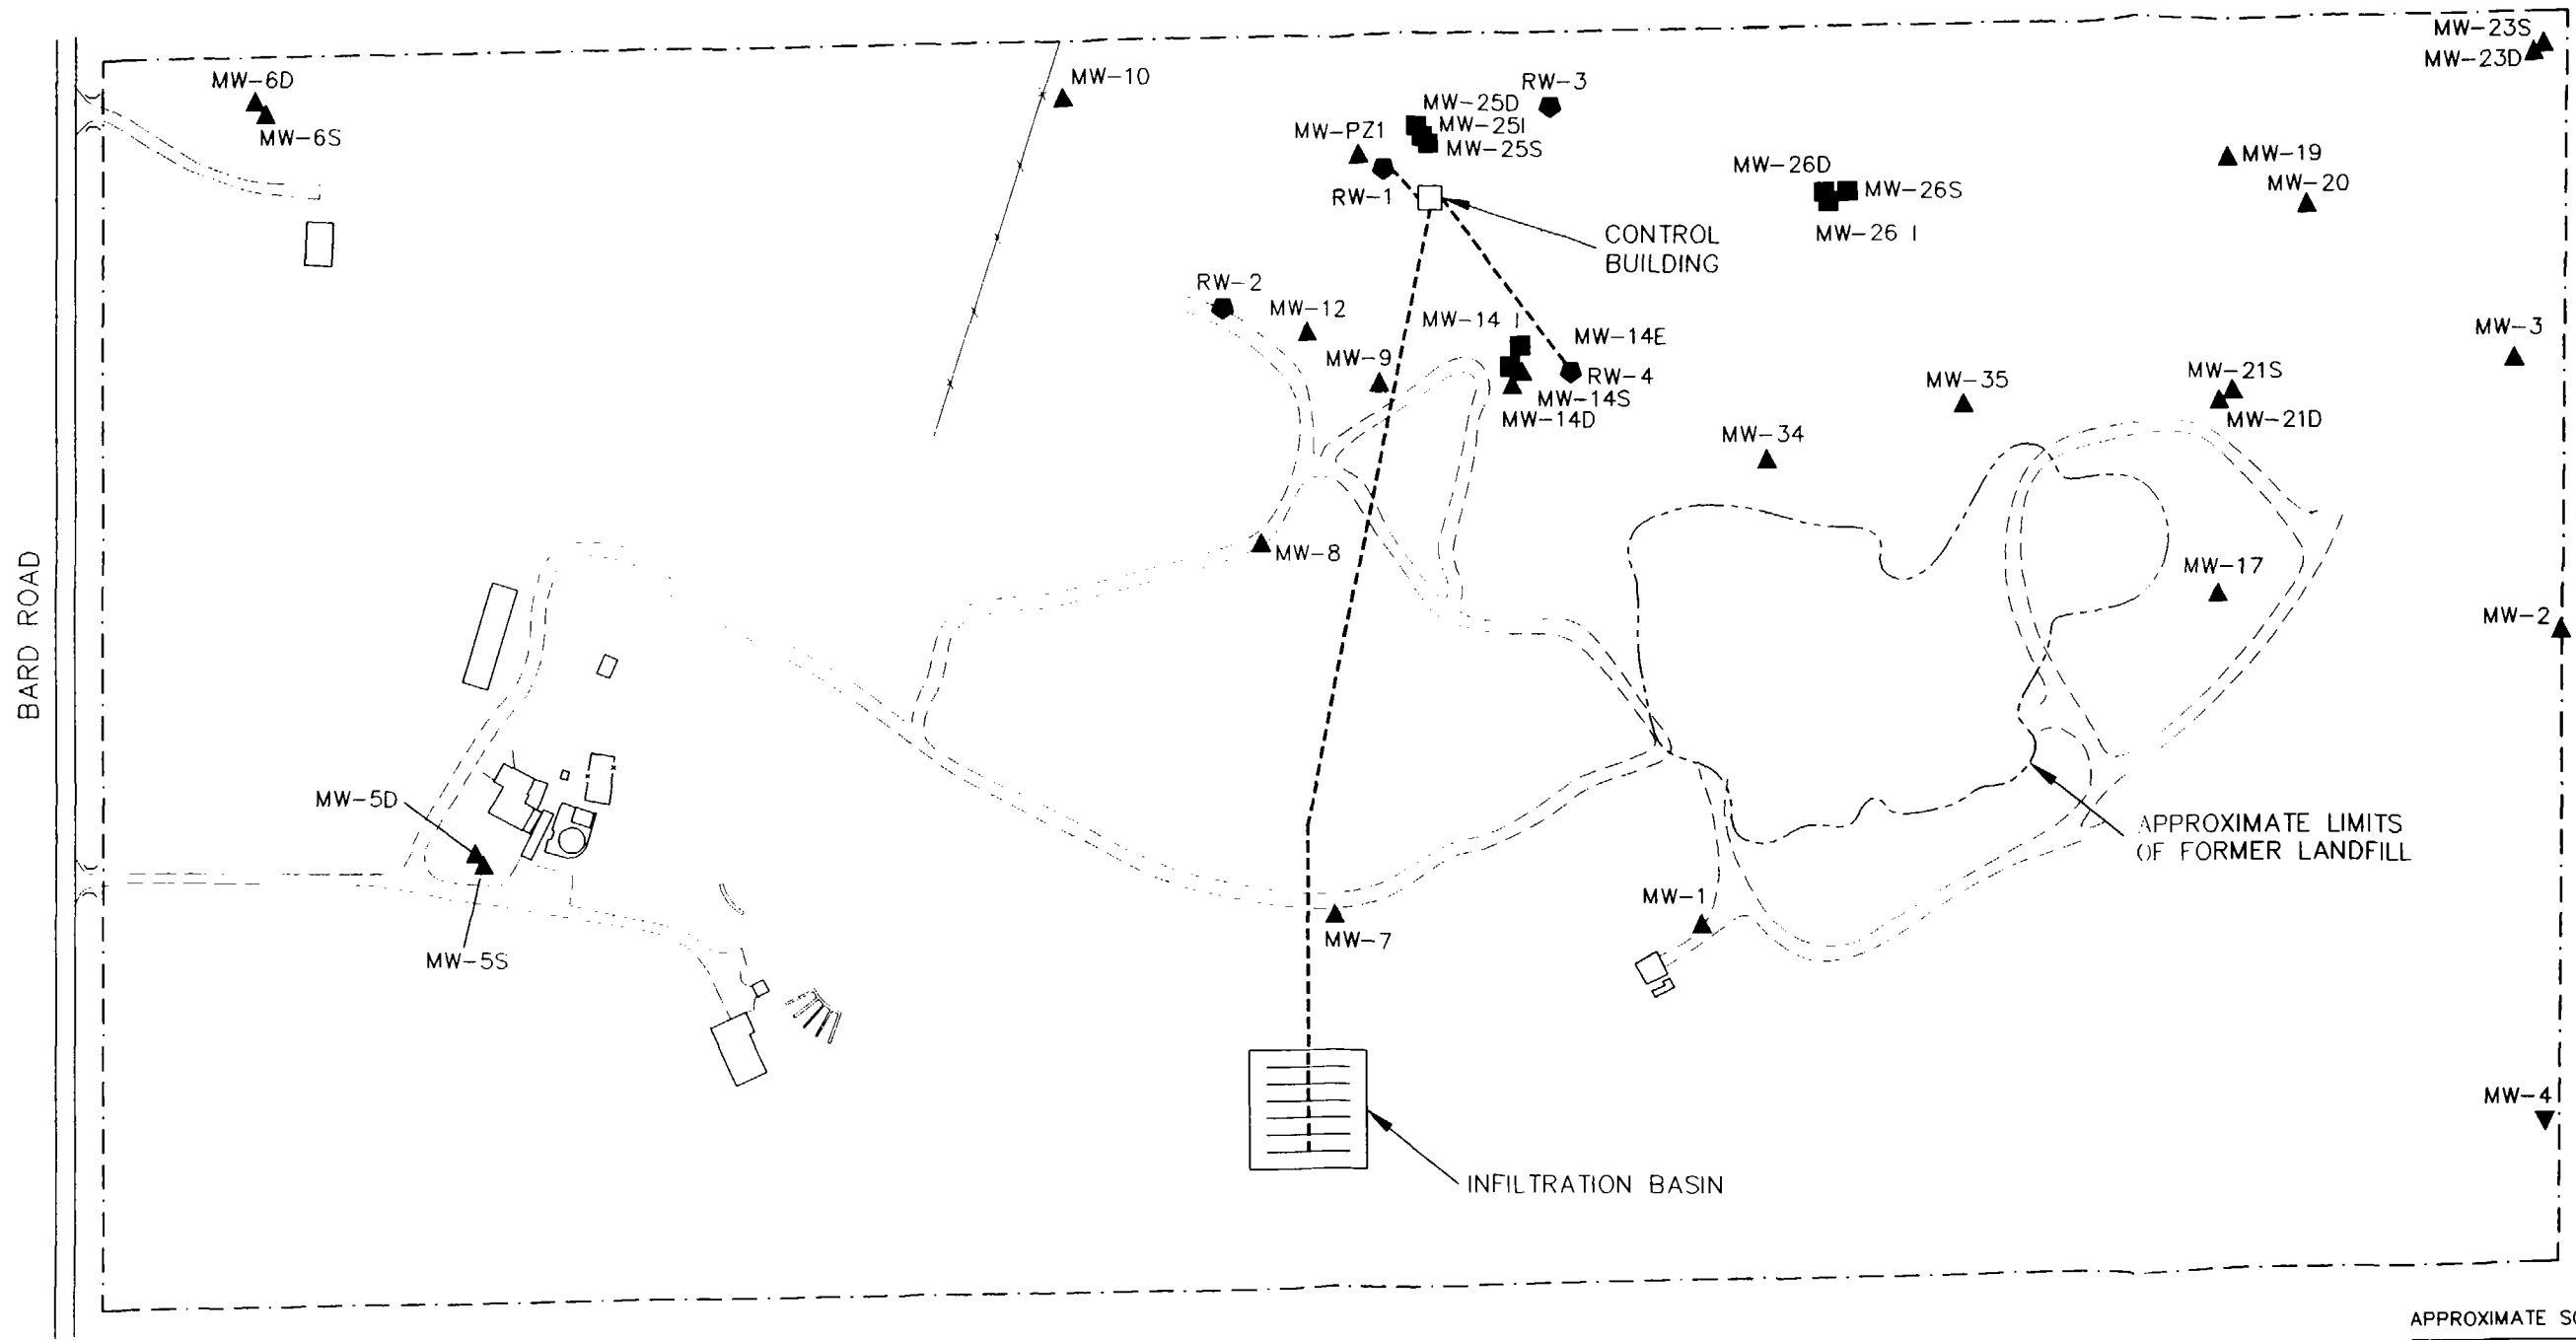 MW-23S
MW-23D
MW-6D
MW-6S
MW-10
RW-3
MW-25D
MW-25I
MW-25S
MW-PZ1
RW-1
MW-26D
MW-26S
MW-26 I
MW-19
MW-20
CONTROL
BUILDING
RW-2
MW-12
MW-14
MW-14E
MW-9
RW-4
MW-14S
MW-14D
MW-3
MW-35
MW-21S
MW-21D
MW-34
BARD ROAD
MW-8
MW-17
MW-2
MW-5D
APPROXIMATE LIMITS
OF FORMER LANDFILL
MW-1
MW-7
MW-5S
MW-4
INFILTRATION BASIN
APPROXIMATE